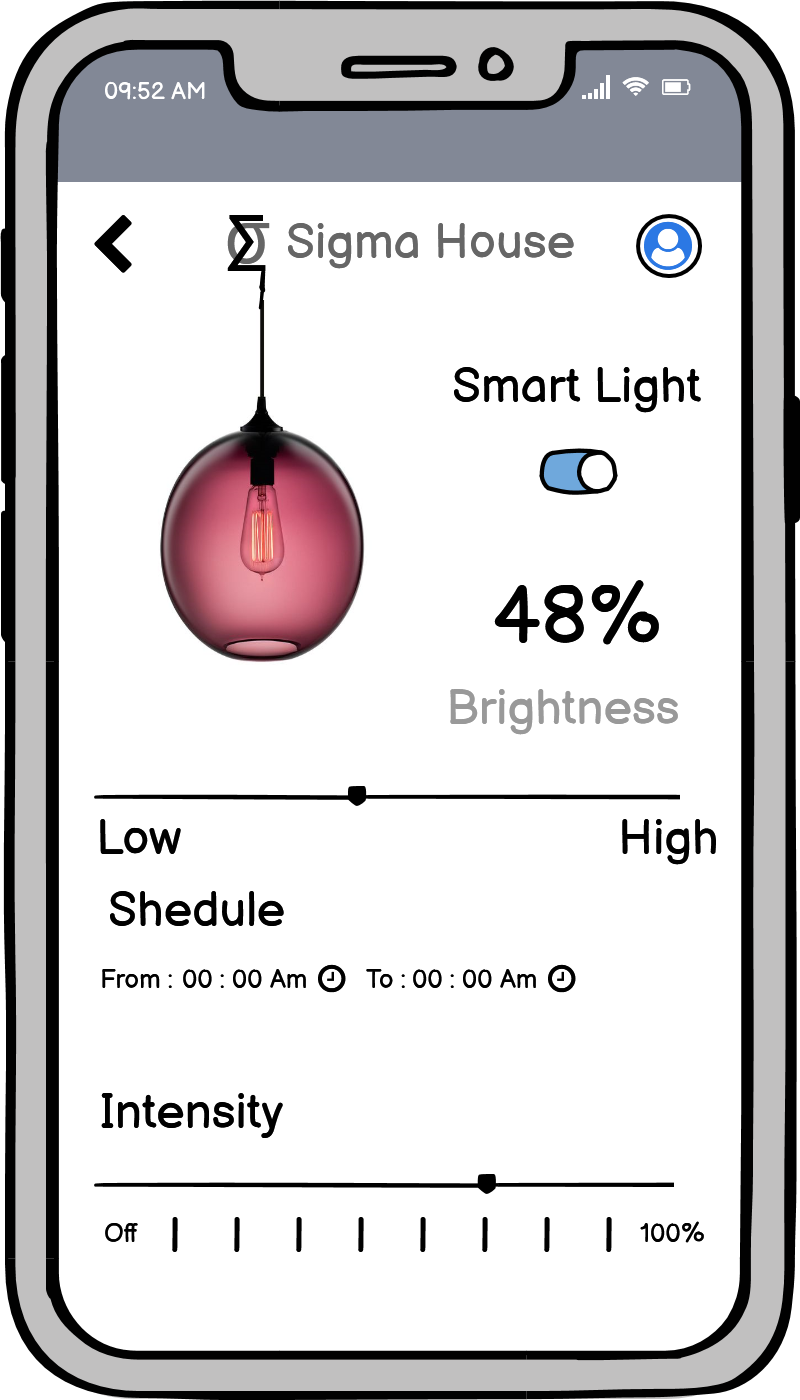 09:52 AM
Σσ Sigma House
Smart Light
48%
Brightness
Low High
Shedule
From : 00 : 00 Am To : 00 : 00 Am
Intensity
Off 100%